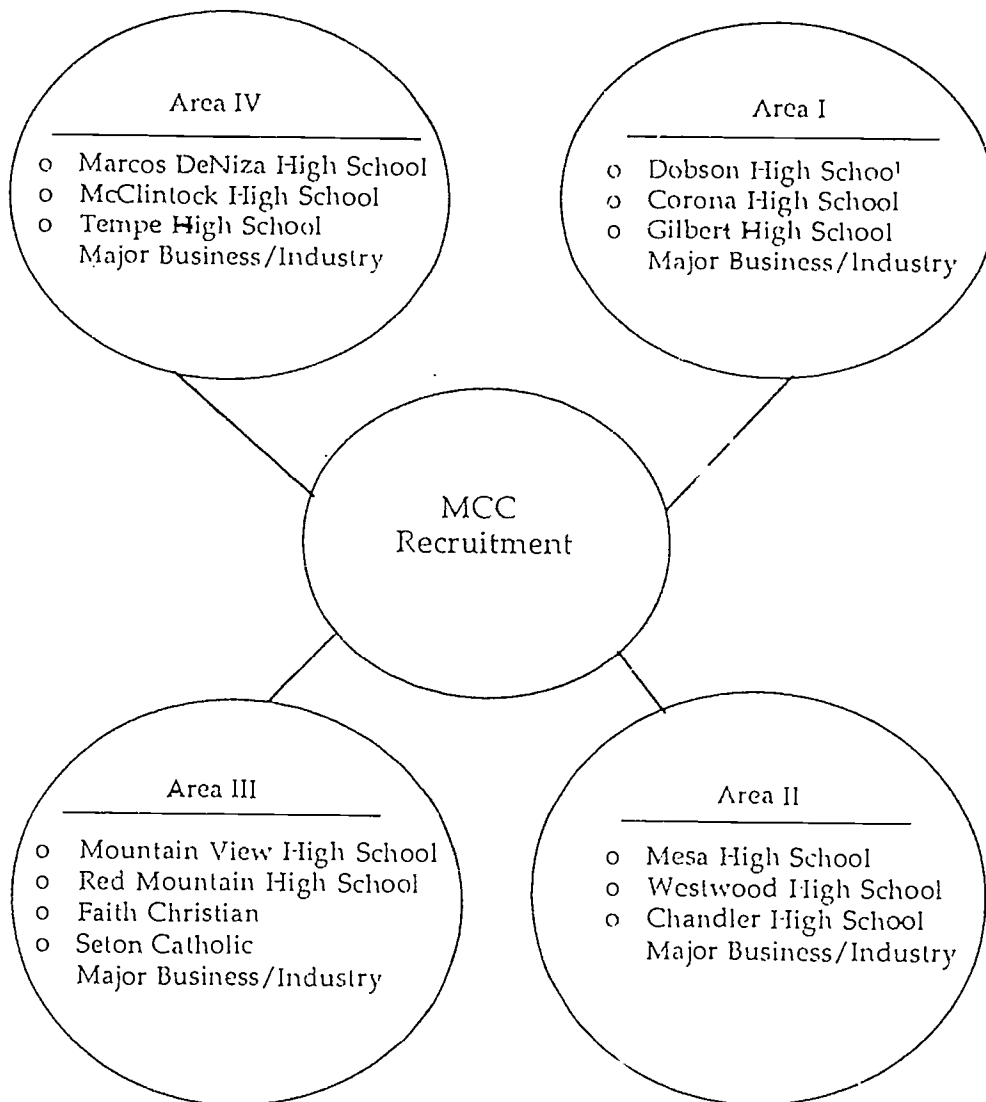 Area IV
o Marcos DeNiza High School
o McClintock High School
o Tempe High School
Major Business/Industry
Area I
o Dobson High School
o Corona High School
o Gilbert High School
Major Business/Industry
MCC
Recruitment
Area III
o Mountain View High School
o Red Mountain High School
o Faith Christian
o Seton Catholic
Major Business/Industry
Area II
o Mesa High School
o Westwood High School
o Chandler High School
Major Business/Industry